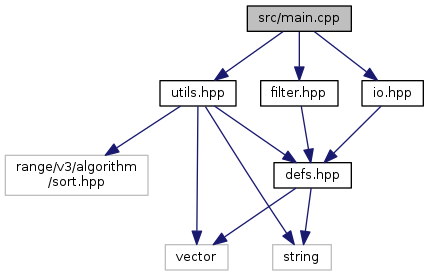 src/main.cpp
utils.hpp
filter.hpp
io.hpp
range/v3/algorithm
/sort.hpp
defs.hpp
vector
string